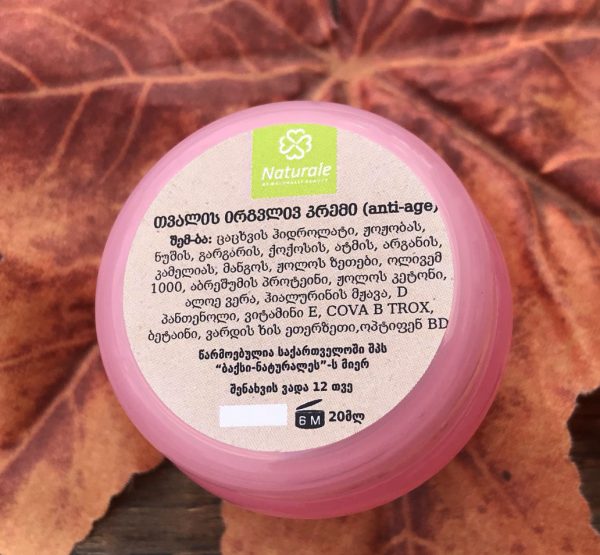 Naturale
ᲗᲕᲐᲚᲘᲡ ᲘᲠᲒᲕᲚᲘᲕ ᲙᲠᲔᲛᲘ (anti-age)
შემ-ბა: ცაცხვის ჰიდროლატი, ჟოჟობას,
ნუშის, გარგარის, ქოქოსის, ატმის, არგანის,
კამელიას, მანგოს, ჟოლოს ზეთები, ოლივემ
1000, აბრეშუმის პროტეინი, ჟოლოს კეტონი,
ალოე ვერა, ჰიალურინის მჟავა, D
პანთენოლი, ვიტამინი E, COVA B TROX,
ბეტაინი, ვარდის ხის ეთერზეთი,ოპტიფენ BD
წარმოებულია საქართველოში შპს
“ბაქსი-ნატურალეს”-ს მიერ
შენახვის ვადა 12 თვე
6 M 20მლ